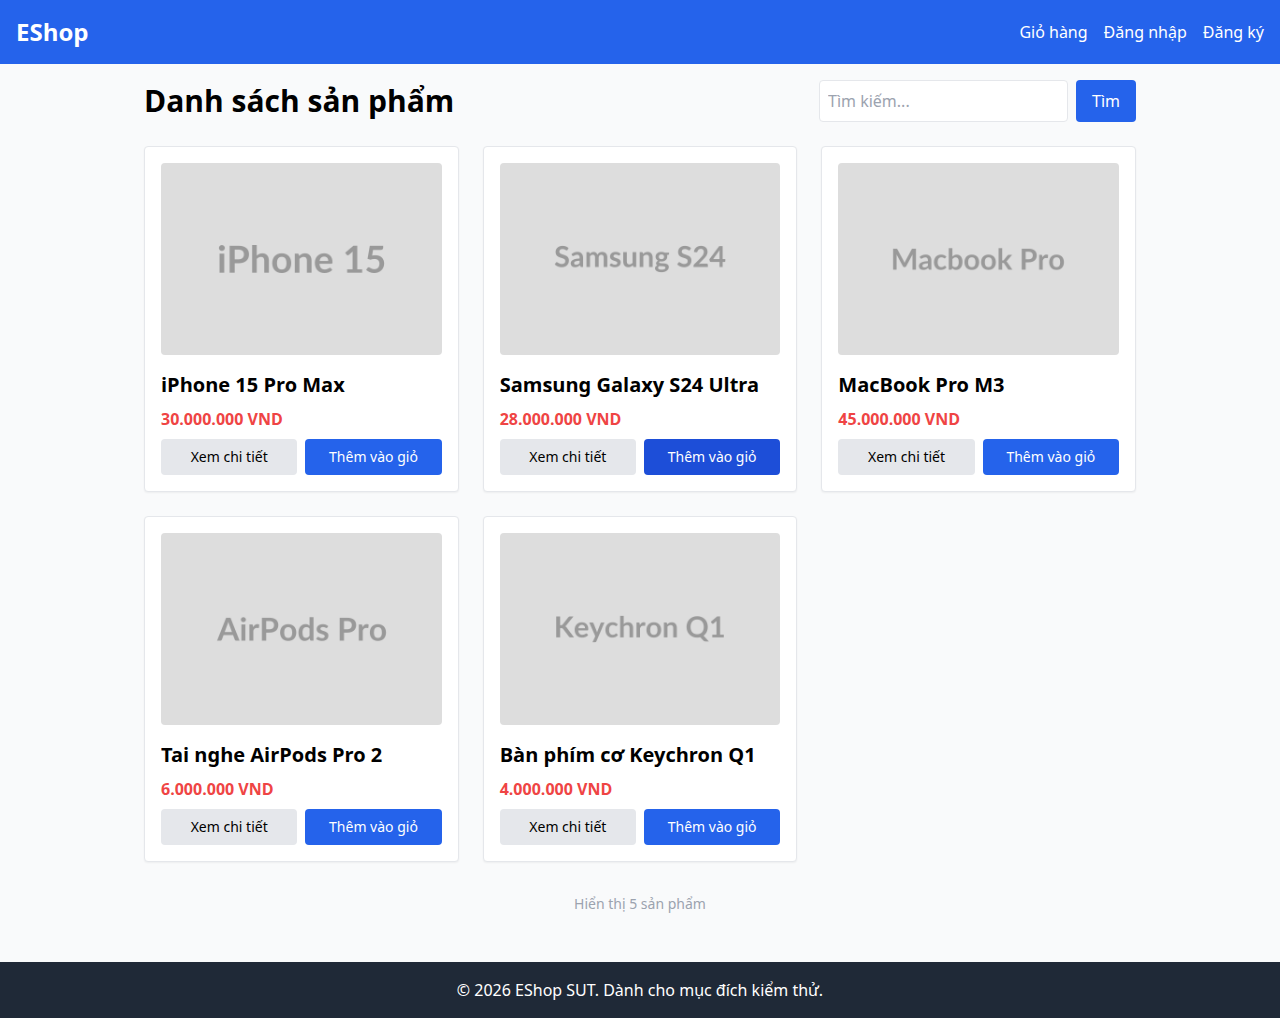 EShop
Giỏ hàng Đăng nhập Đăng ký
Danh sách sản phẩm
Tìm kiếm...
Tìm
iPhone 15
Samsung S24
Macbook Pro
iPhone 15 Pro Max
Samsung Galaxy S24 Ultra
MacBook Pro M3
30.000.000 VND
28.000.000 VND
45.000.000 VND
Xem chi tiết Thêm vào giỏ
Xem chi tiết Thêm vào giỏ
Xem chi tiết Thêm vào giỏ
AirPods Pro
Keychron Q1
Tai nghe AirPods Pro 2
Bàn phím cơ Keychron Q1
6.000.000 VND
4.000.000 VND
Xem chi tiết Thêm vào giỏ
Xem chi tiết Thêm vào giỏ
Hiển thị 5 sản phẩm
© 2026 EShop SUT. Dành cho mục đích kiểm thử.